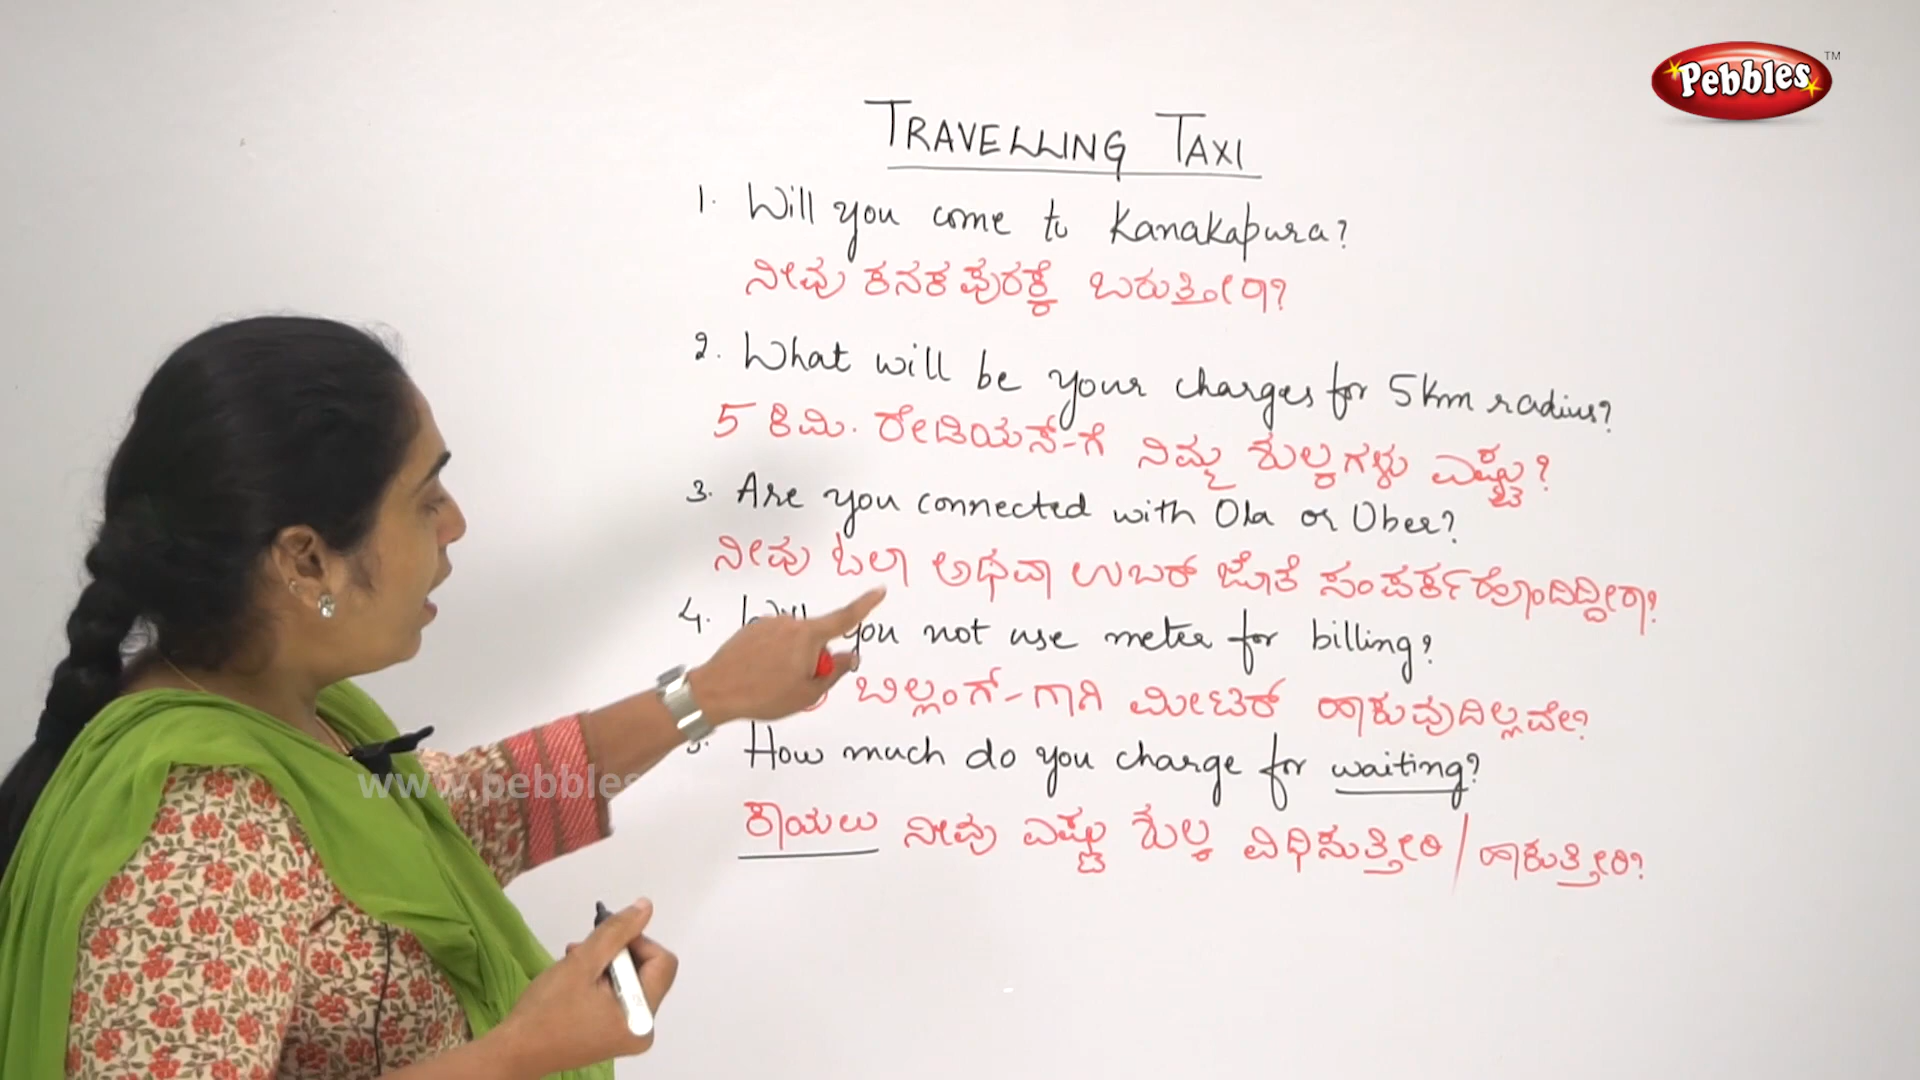 Pebbles™
TRAVELLING TAXI
1. Will you come to Kanakapura?
ನೀವು ಕನಕಪುರಕ್ಕೆ ಬರುತ್ತೀರಾ?
2. What will be your charges for 5km radius?
5 ಕಿಮಿ. ರೇಡಿಯಸ್-ಗೆ ನಿಮ್ಮ ಶುಲ್ಕಗಳು ಎಷ್ಟು?
3. Are you connected with Ola or Uber?
ನೀವು ಓಲಾ ಅಥವಾ ಉಬರ್ ಜೊತೆ ಸಂಪರ್ಕ ಹೊಂದಿದ್ದೀರಾ?
4. you not use meter for billing?
ಬಿಲ್ಲಿಂಗ್-ಗಾಗಿ ಮೀಟರ್ ಹಾಕುವುದಿಲ್ಲವೇ?
How much do you charge for waiting?
ಕಾಯಲು ನೀವು ಎಷ್ಟು ಶುಲ್ಕ ವಿಧಿಸುತ್ತೀರಿ / ಹಾಕುತ್ತೀರಿ?
www.pebbles